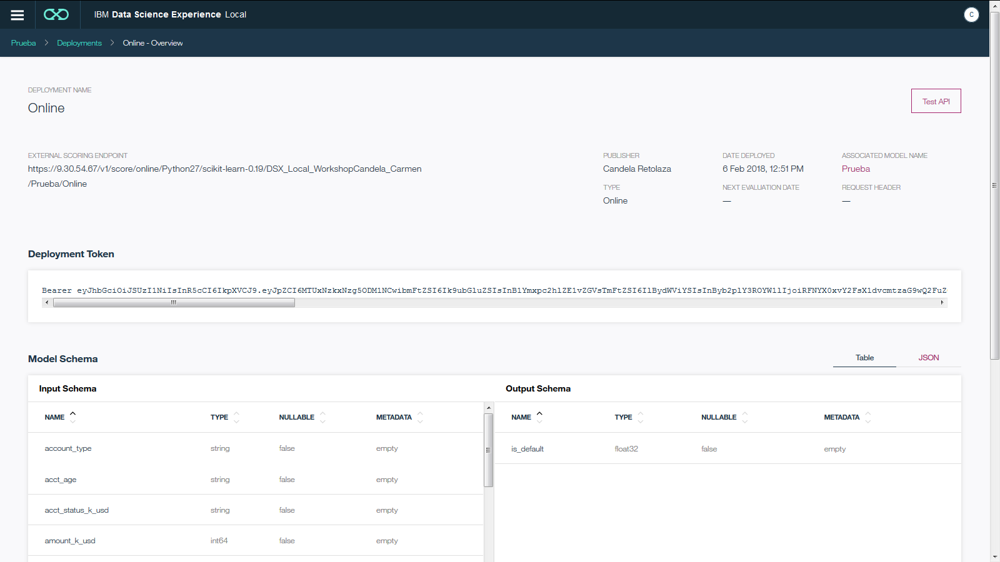 IBM Data Science Experience Local
C
Prueba > Deployments > Online - Overview
DEPLOYMENT NAME
Online
Test API
EXTERNAL SCORING ENDPOINT
https://9.30.54.67/v1/score/online/Python27/scikit-learn-0.19/DSX_Local_WorkshopCandela_Carmen
/Prueba/Online
PUBLISHER
Candela Retolaza
DATE DEPLOYED
6 Feb 2018, 12:51 PM
ASSOCIATED MODEL NAME
Prueba
TYPE
Online
NEXT EVALUATION DATE
—
REQUEST HEADER
—
Deployment Token
Bearer eyJhbGciOiJSUzI1NiIsInR5cCI6IkpXVCJ9.eyJpZCI6MTUxNzkxNzg5ODM1NCwibmFtZSI6Ik9ubGluZSIsInB1Ymxpc2hlZE1vZGVsTmFtZSI6IlBydWViYSIsInByb2plY3ROYW1lIjoiRFNYX0xvY2FsX1dvcmtzaG9wQ2FuZ
Model Schema
Table JSON
Input Schema
NAME TYPE NULLABLE METADATA
account_type string false empty
acct_age string false empty
acct_status_k_usd string false empty
amount_k_usd int64 false empty
Output Schema
NAME TYPE NULLABLE METADATA
is_default float32 false empty